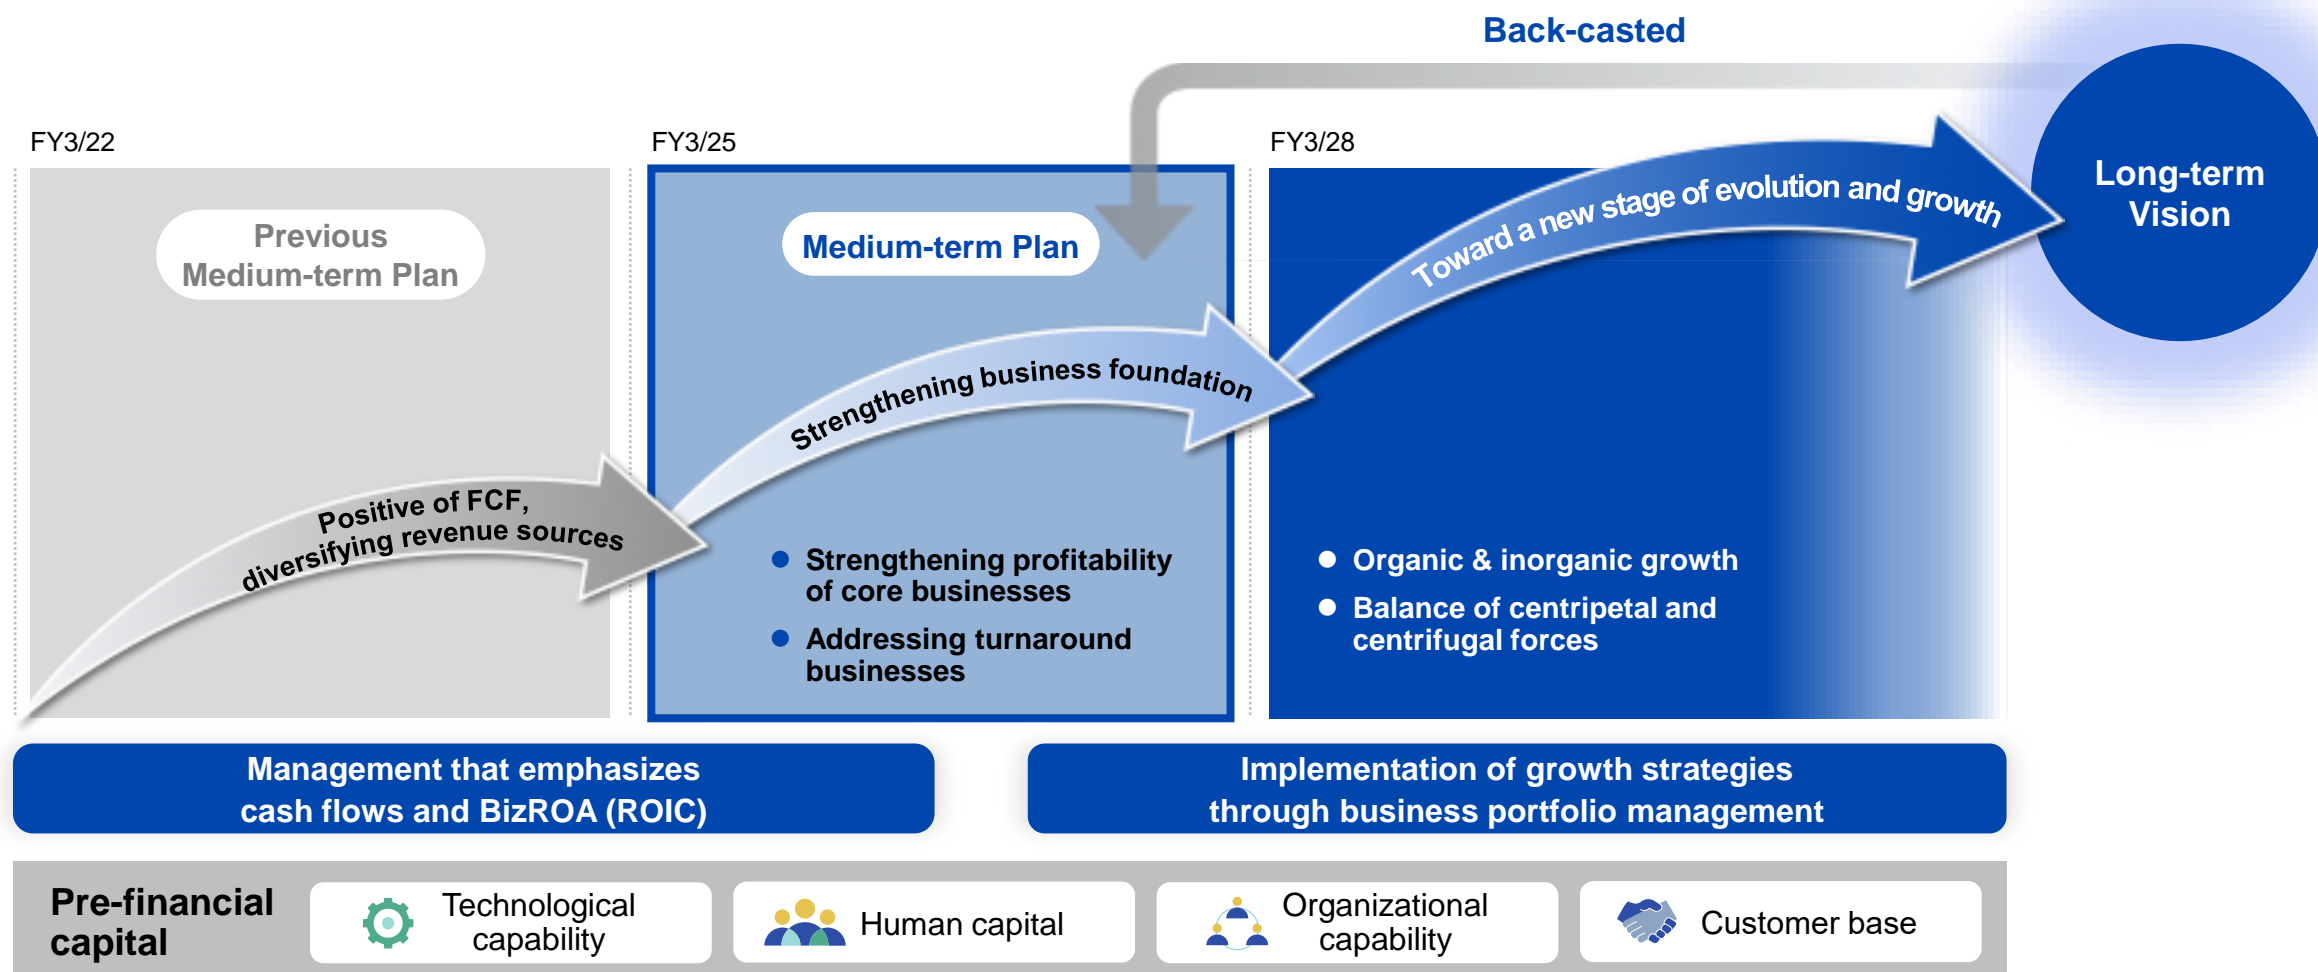 Back-casted
FY3/22
FY3/25
FY3/28
Previous
Medium-term Plan
Medium-term Plan
Long-term
Vision
Toward a new stage of evolution and growth
Strengthening business foundation
Positive of FCF,
diversifying revenue sources
Strengthening profitability
of core businesses
Addressing turnaround
businesses
Organic & inorganic growth
Balance of centripetal and
centrifugal forces
Management that emphasizes
cash flows and BizROA (ROIC)
Implementation of growth strategies
through business portfolio management
Pre-financial
capital
Technological
capability
Human capital
Organizational
capability
Customer base